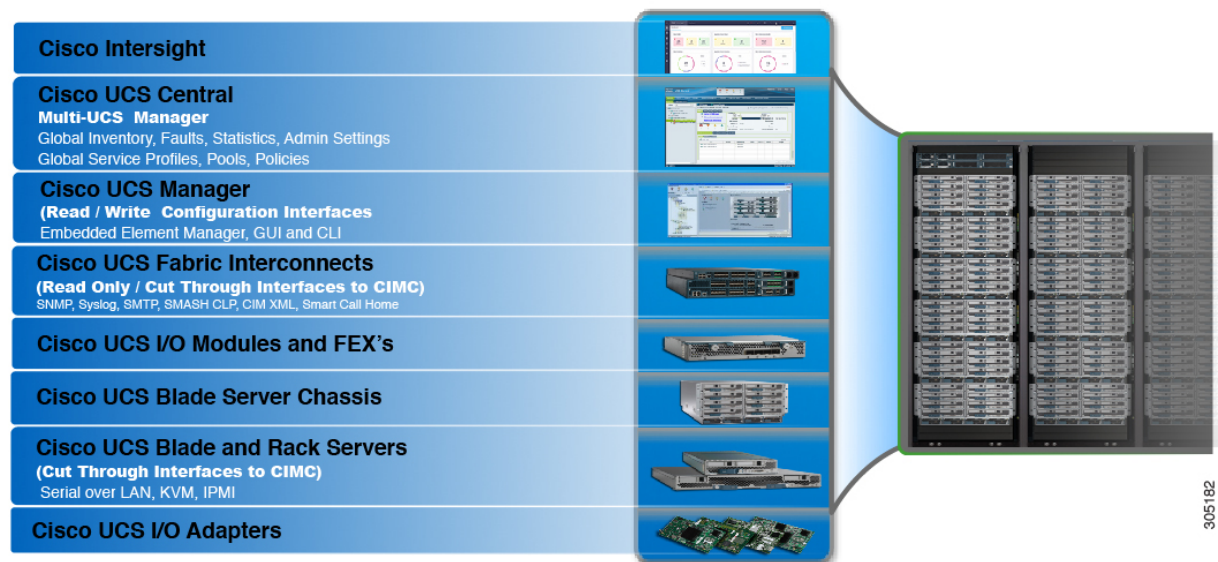 Cisco Intersight
Cisco UCS Central
Multi-UCS Manager
Global Inventory, Faults, Statistics, Admin Settings
Global Service Profiles, Pools, Policies
Cisco UCS Manager
(Read / Write Configuration Interfaces
Embedded Element Manager, GUI and CLI
Cisco UCS Fabric Interconnects
(Read Only / Cut Through Interfaces to CIMC)
SNMP, Syslog, SMTP, SMASH CLP, CIM XML, Smart Call Home
Cisco UCS I/O Modules and FEX's
Cisco UCS Blade Server Chassis
Cisco UCS Blade and Rack Servers
(Cut Through Interfaces to CIMC)
Serial over LAN, KVM, IPMI
Cisco UCS I/O Adapters
305182